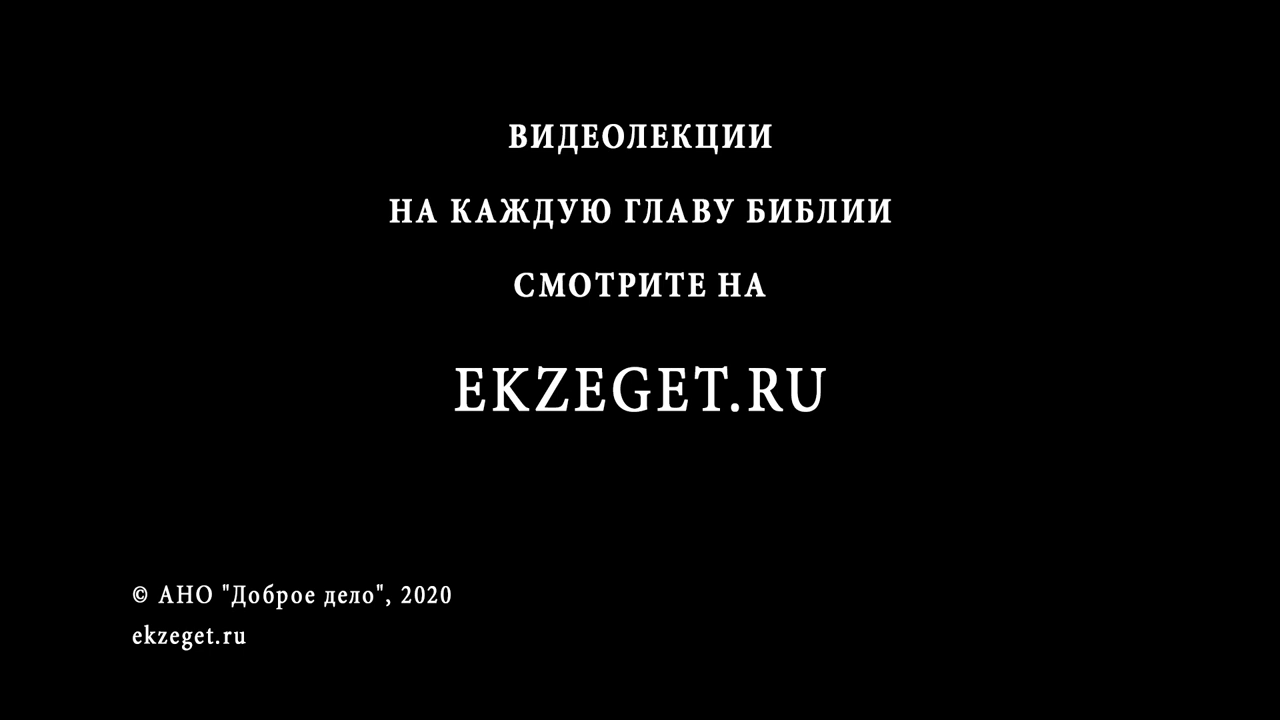 ВИДЕОЛЕКЦИИ
НА КАЖДУЮ ГЛАВУ БИБЛИИ
СМОТРИТЕ НА
EKZEGET.RU
© АНО "Доброе дело", 2020
ekzeget.ru